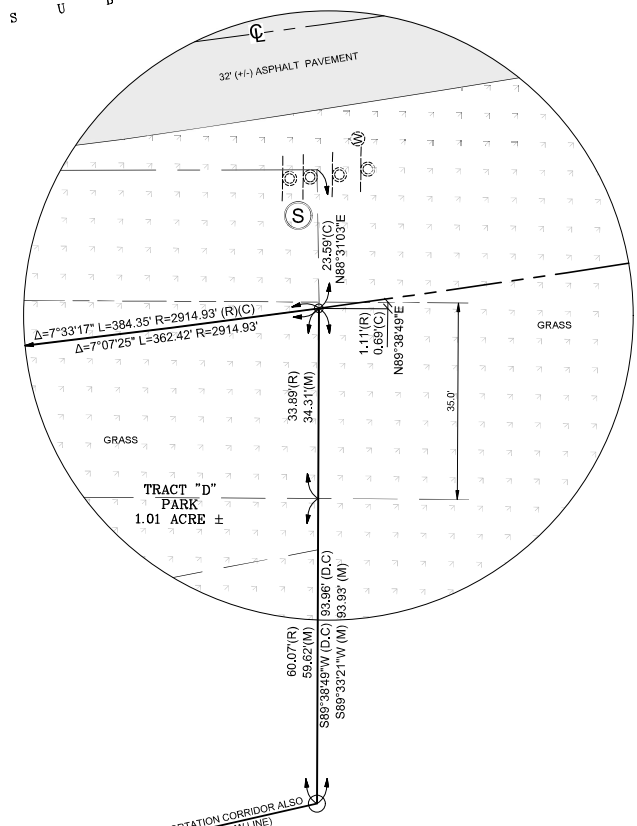 S U
℄
32' (+/-) ASPHALT PAVEMENT
W
S
23.59'(C)
N88°31'03"E
Δ=7°33'17" L=384.35' R=2914.93' (R)(C)
Δ=7°07'25" L=362.42' R=2914.93'
1.11'(R)
0.69'(C)
N89°38'49"E
GRASS
33.89'(R)
34.31'(M)
35.0'
GRASS
TRACT "D"
PARK
1.01 ACRE ±
60.07'(R)
59.62'(M)
S89°38'49"W (D.C) 93.96' (D.C)
S89°33'21"W (M) 93.93' (M)
RTATION CORRIDOR ALSO
LINE)